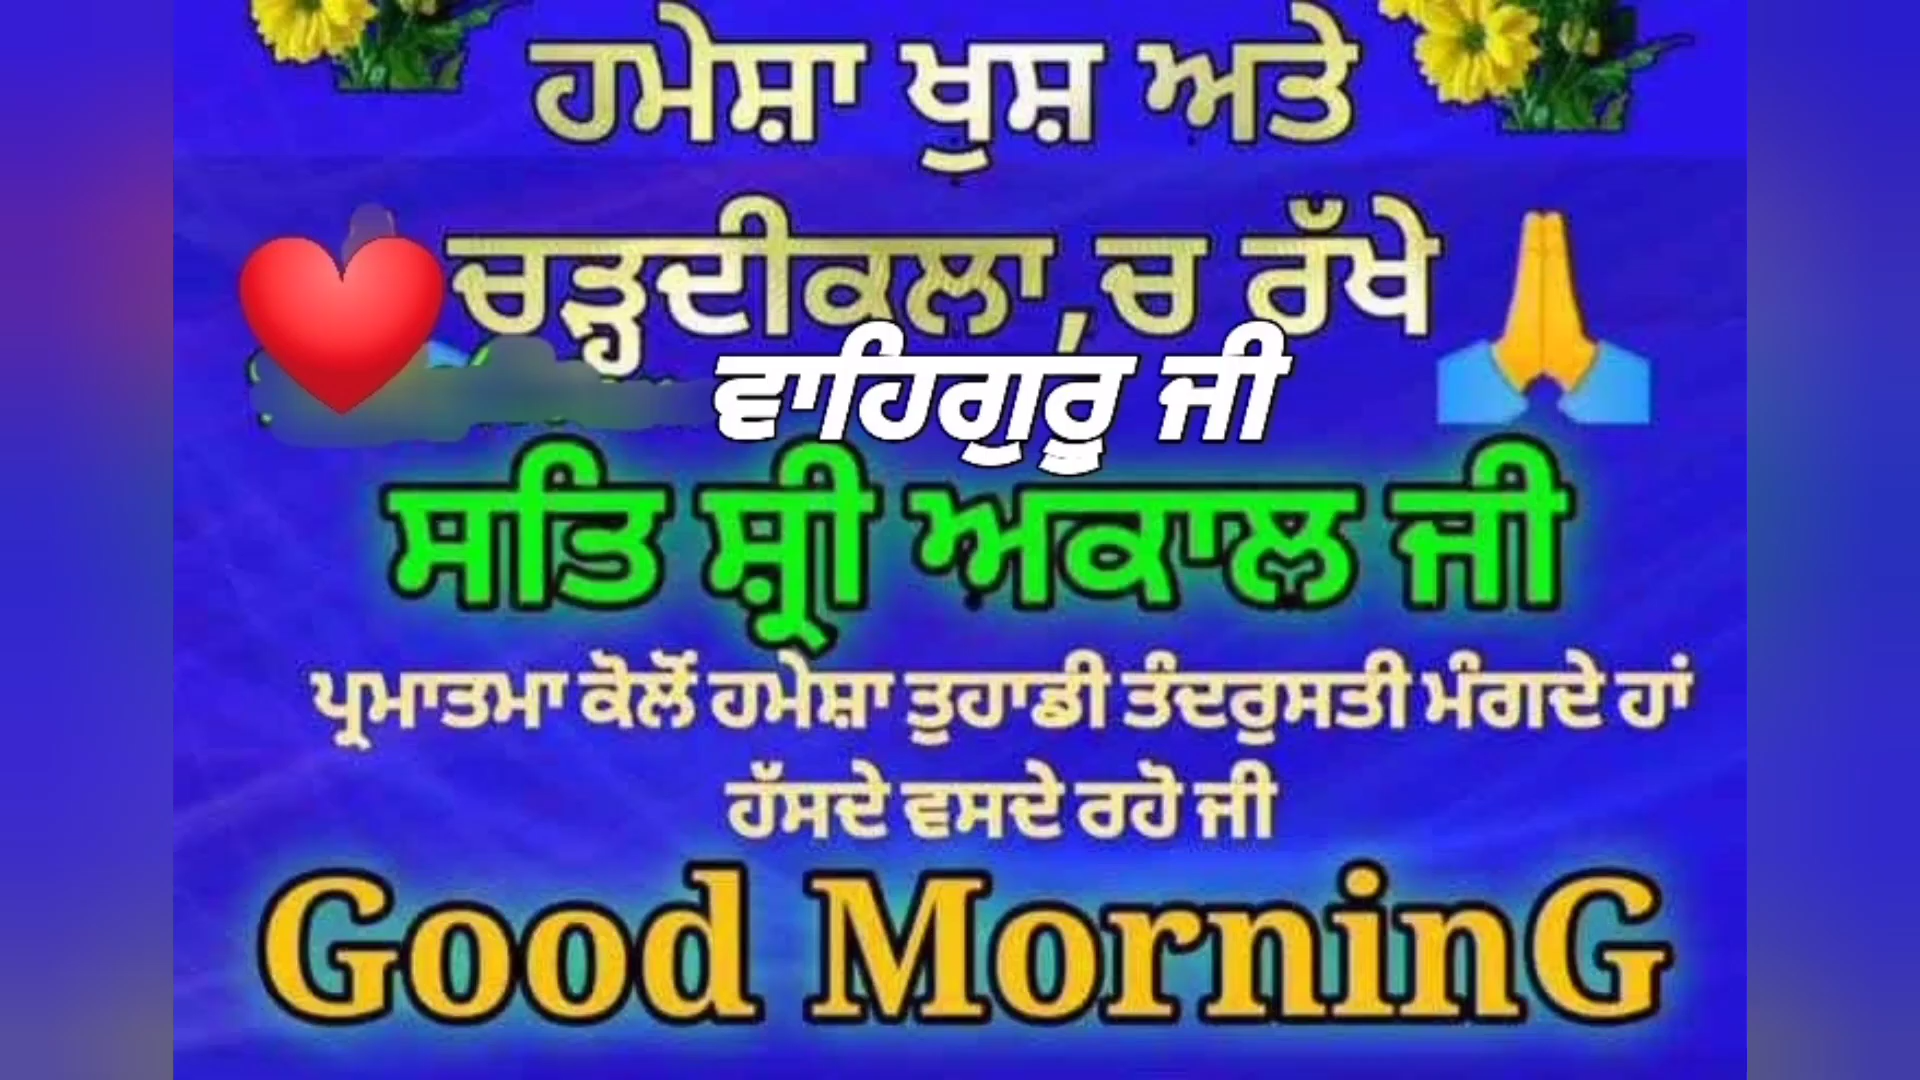 ਹਮੇਸ਼ਾ ਖੁਸ਼ ਅਤੇ
ਚੜ੍ਹਦੀਕਲਾ,ਚ ਰੱਖੇ
ਵਾਹਿਗੁਰੂ ਜੀ
ਸਤਿ ਸ਼੍ਰੀ ਅਕਾਲ ਜੀ
ਪ੍ਰਮਾਤਮਾ ਕੋਲੋਂ ਹਮੇਸ਼ਾ ਤੁਹਾਡੀ ਤੰਦਰੁਸਤੀ ਮੰਗਦੇ ਹਾਂ
ਹੱਸਦੇ ਵਸਦੇ ਰਹੋ ਜੀ
Good MorninG